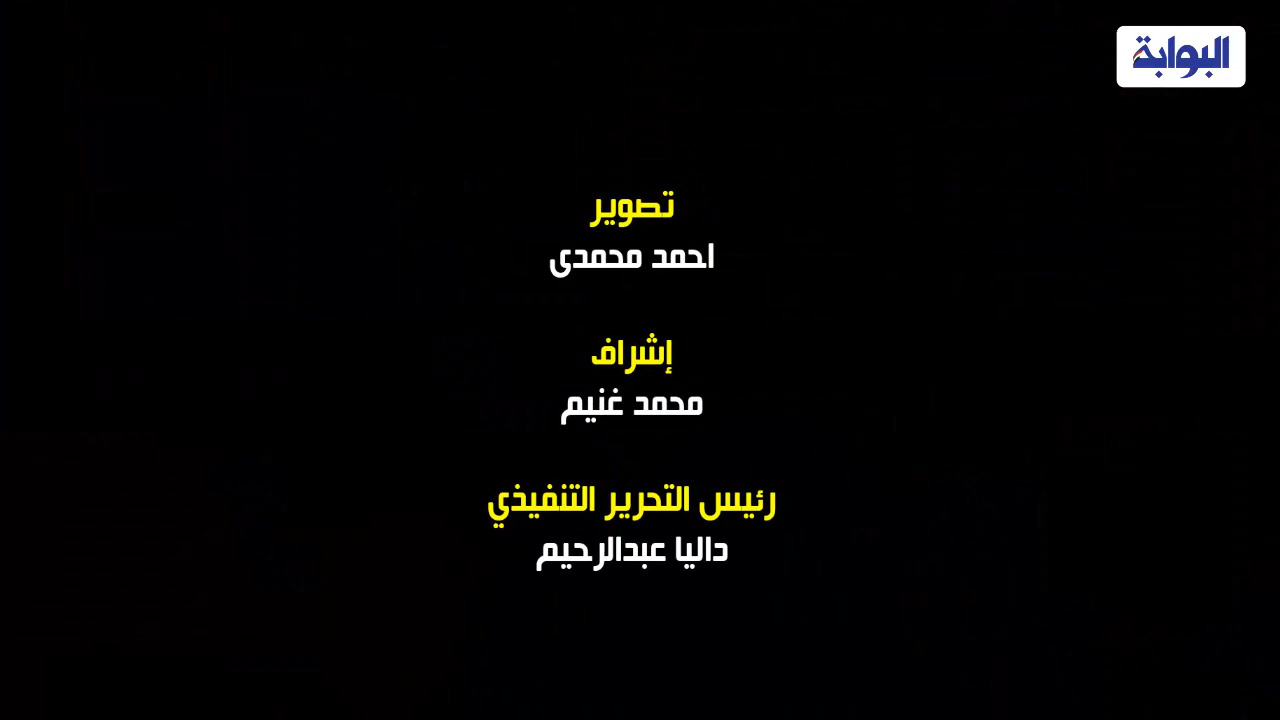 البوابة
تصوير
احمد محمدى
إشراف
محمد غنيم
رئيس التحرير التنفيذي
داليا عبدالرحيم